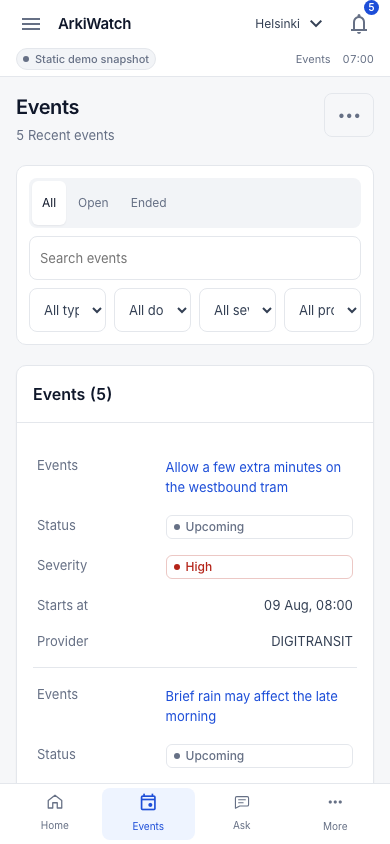 ArkiWatch
Helsinki
5
Static demo snapshot
Events 07:00
Events
5 Recent events
All Open Ended
Search events
All typ All do All sev All pro
Events (5)
Events Allow a few extra minutes on
the westbound tram
Status Upcoming
Severity High
Starts at 09 Aug, 08:00
Provider DIGITRANSIT
Events Brief rain may affect the late
morning
Status Upcoming
Home Events Ask More